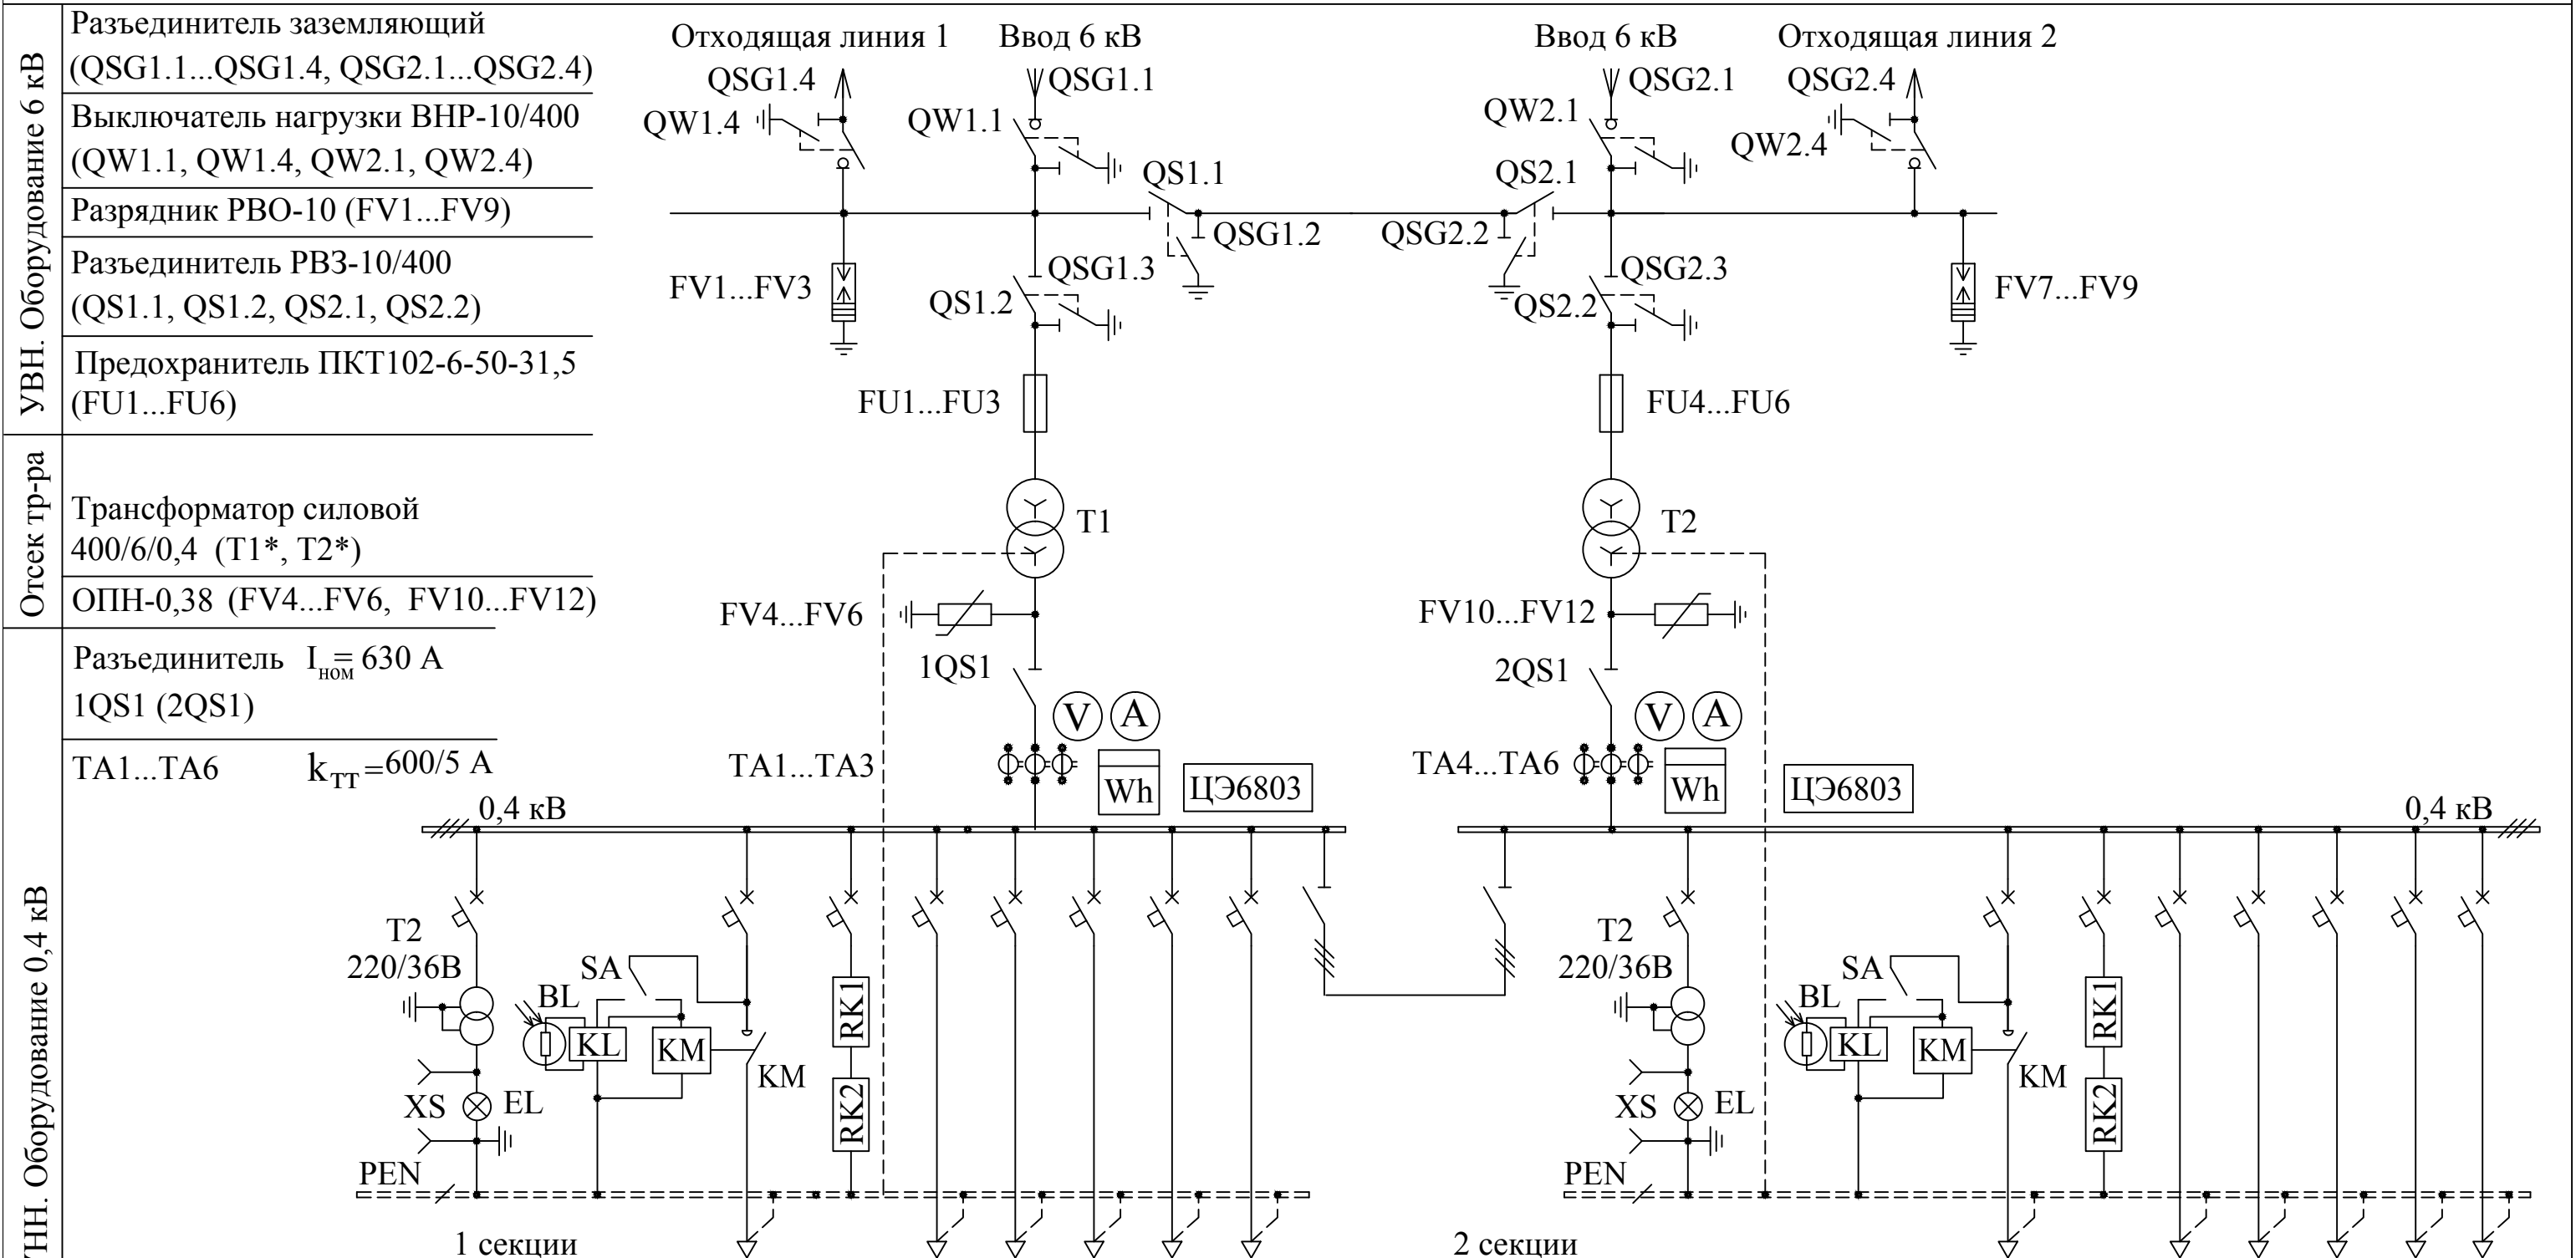 УВН. Оборудование 6 кВ
Разъединитель заземляющий
(QSG1.1...QSG1.4, QSG2.1...QSG2.4)
Выключатель нагрузки ВНР-10/400
(QW1.1, QW1.4, QW2.1, QW2.4)
Разрядник РВО-10 (FV1...FV9)
Разъединитель РВЗ-10/400
(QS1.1, QS1.2, QS2.1, QS2.2)
Предохранитель ПКТ102-6-50-31,5
(FU1...FU6)
Отсек тр-ра
Трансформатор силовой
400/6/0,4 (Т1*, Т2*)
ОПН-0,38 (FV4...FV6, FV10...FV12)
Разъединитель Iном= 630 А
1QS1 (2QS1)
ТА1...ТА6 kТТ=600/5 А
НН. Оборудование 0,4 кВ
Отходящая линия 1
Ввод 6 кВ
Ввод 6 кВ
Отходящая линия 2
QSG1.4
QSG1.1
QSG2.1
QSG2.4
QW1.4
QW1.1
QW2.1
QW2.4
QS1.1
QS2.1
QSG1.2
QSG2.2
FV1...FV3
QSG1.3
QSG2.3
FV7...FV9
QS1.2
QS2.2
FU1...FU3
FU4...FU6
T1
T2
FV4...FV6
FV10...FV12
1QS1
2QS1
V
A
V
A
TA1...TA3
Wh
ЦЭ6803
TA4...TA6
Wh
ЦЭ6803
0,4 кВ
0,4 кВ
T2
220/36В
SA
BL
KL
KM
KM
RK1
RK2
XS
EL
PEN
1 секции
T2
220/36В
SA
BL
KL
KM
KM
RK1
RK2
XS
EL
PEN
2 секции